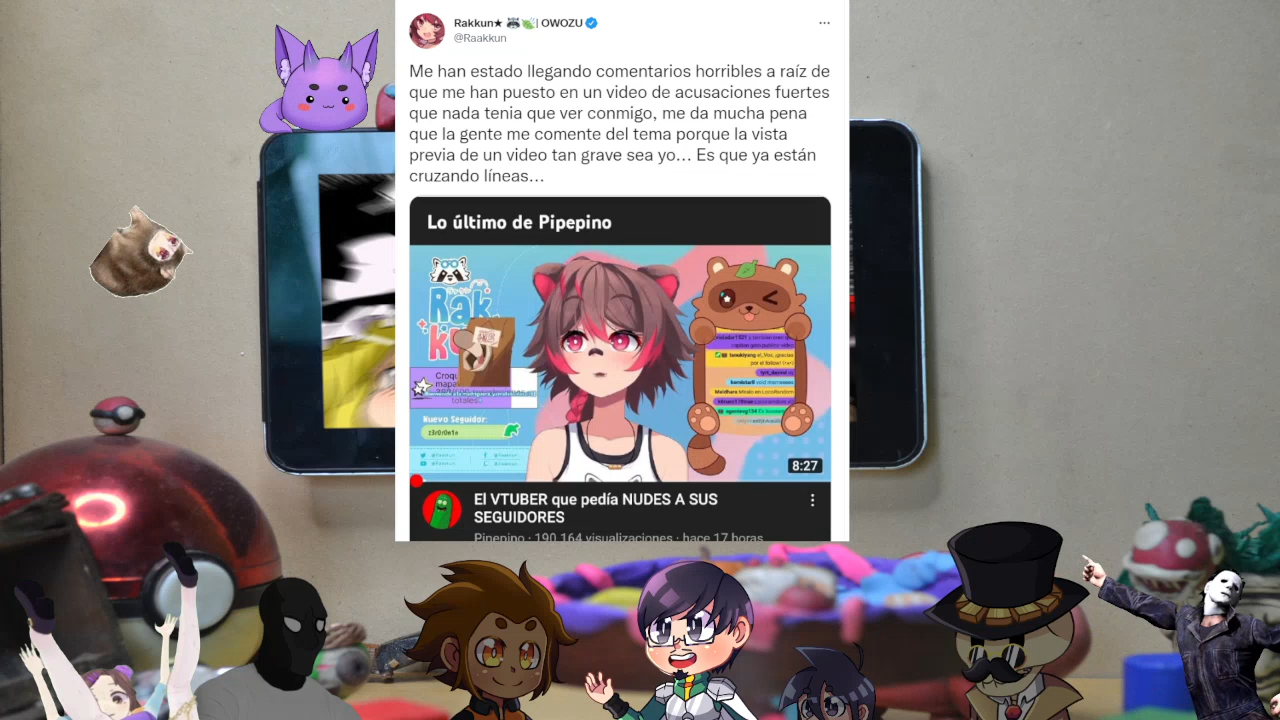 Rakkun★ 🦝🍃| OWOZU
@Raakkun
Me han estado llegando comentarios horribles a raíz de
que me han puesto en un video de acusaciones fuertes
que nada tenia que ver conmigo, me da mucha pena
que la gente me comente del tema porque la vista
previa de un video tan grave sea yo... Es que ya están
cruzando líneas...
Lo último de Pipepino
Rak
Croqu
mapa
totales
Nuevo Seguidor:
8:27
El VTUBER que pedía NUDES A SUS
SEGUIDORES
Pipepino · 190.164 visualizaciones · hace 17 horas